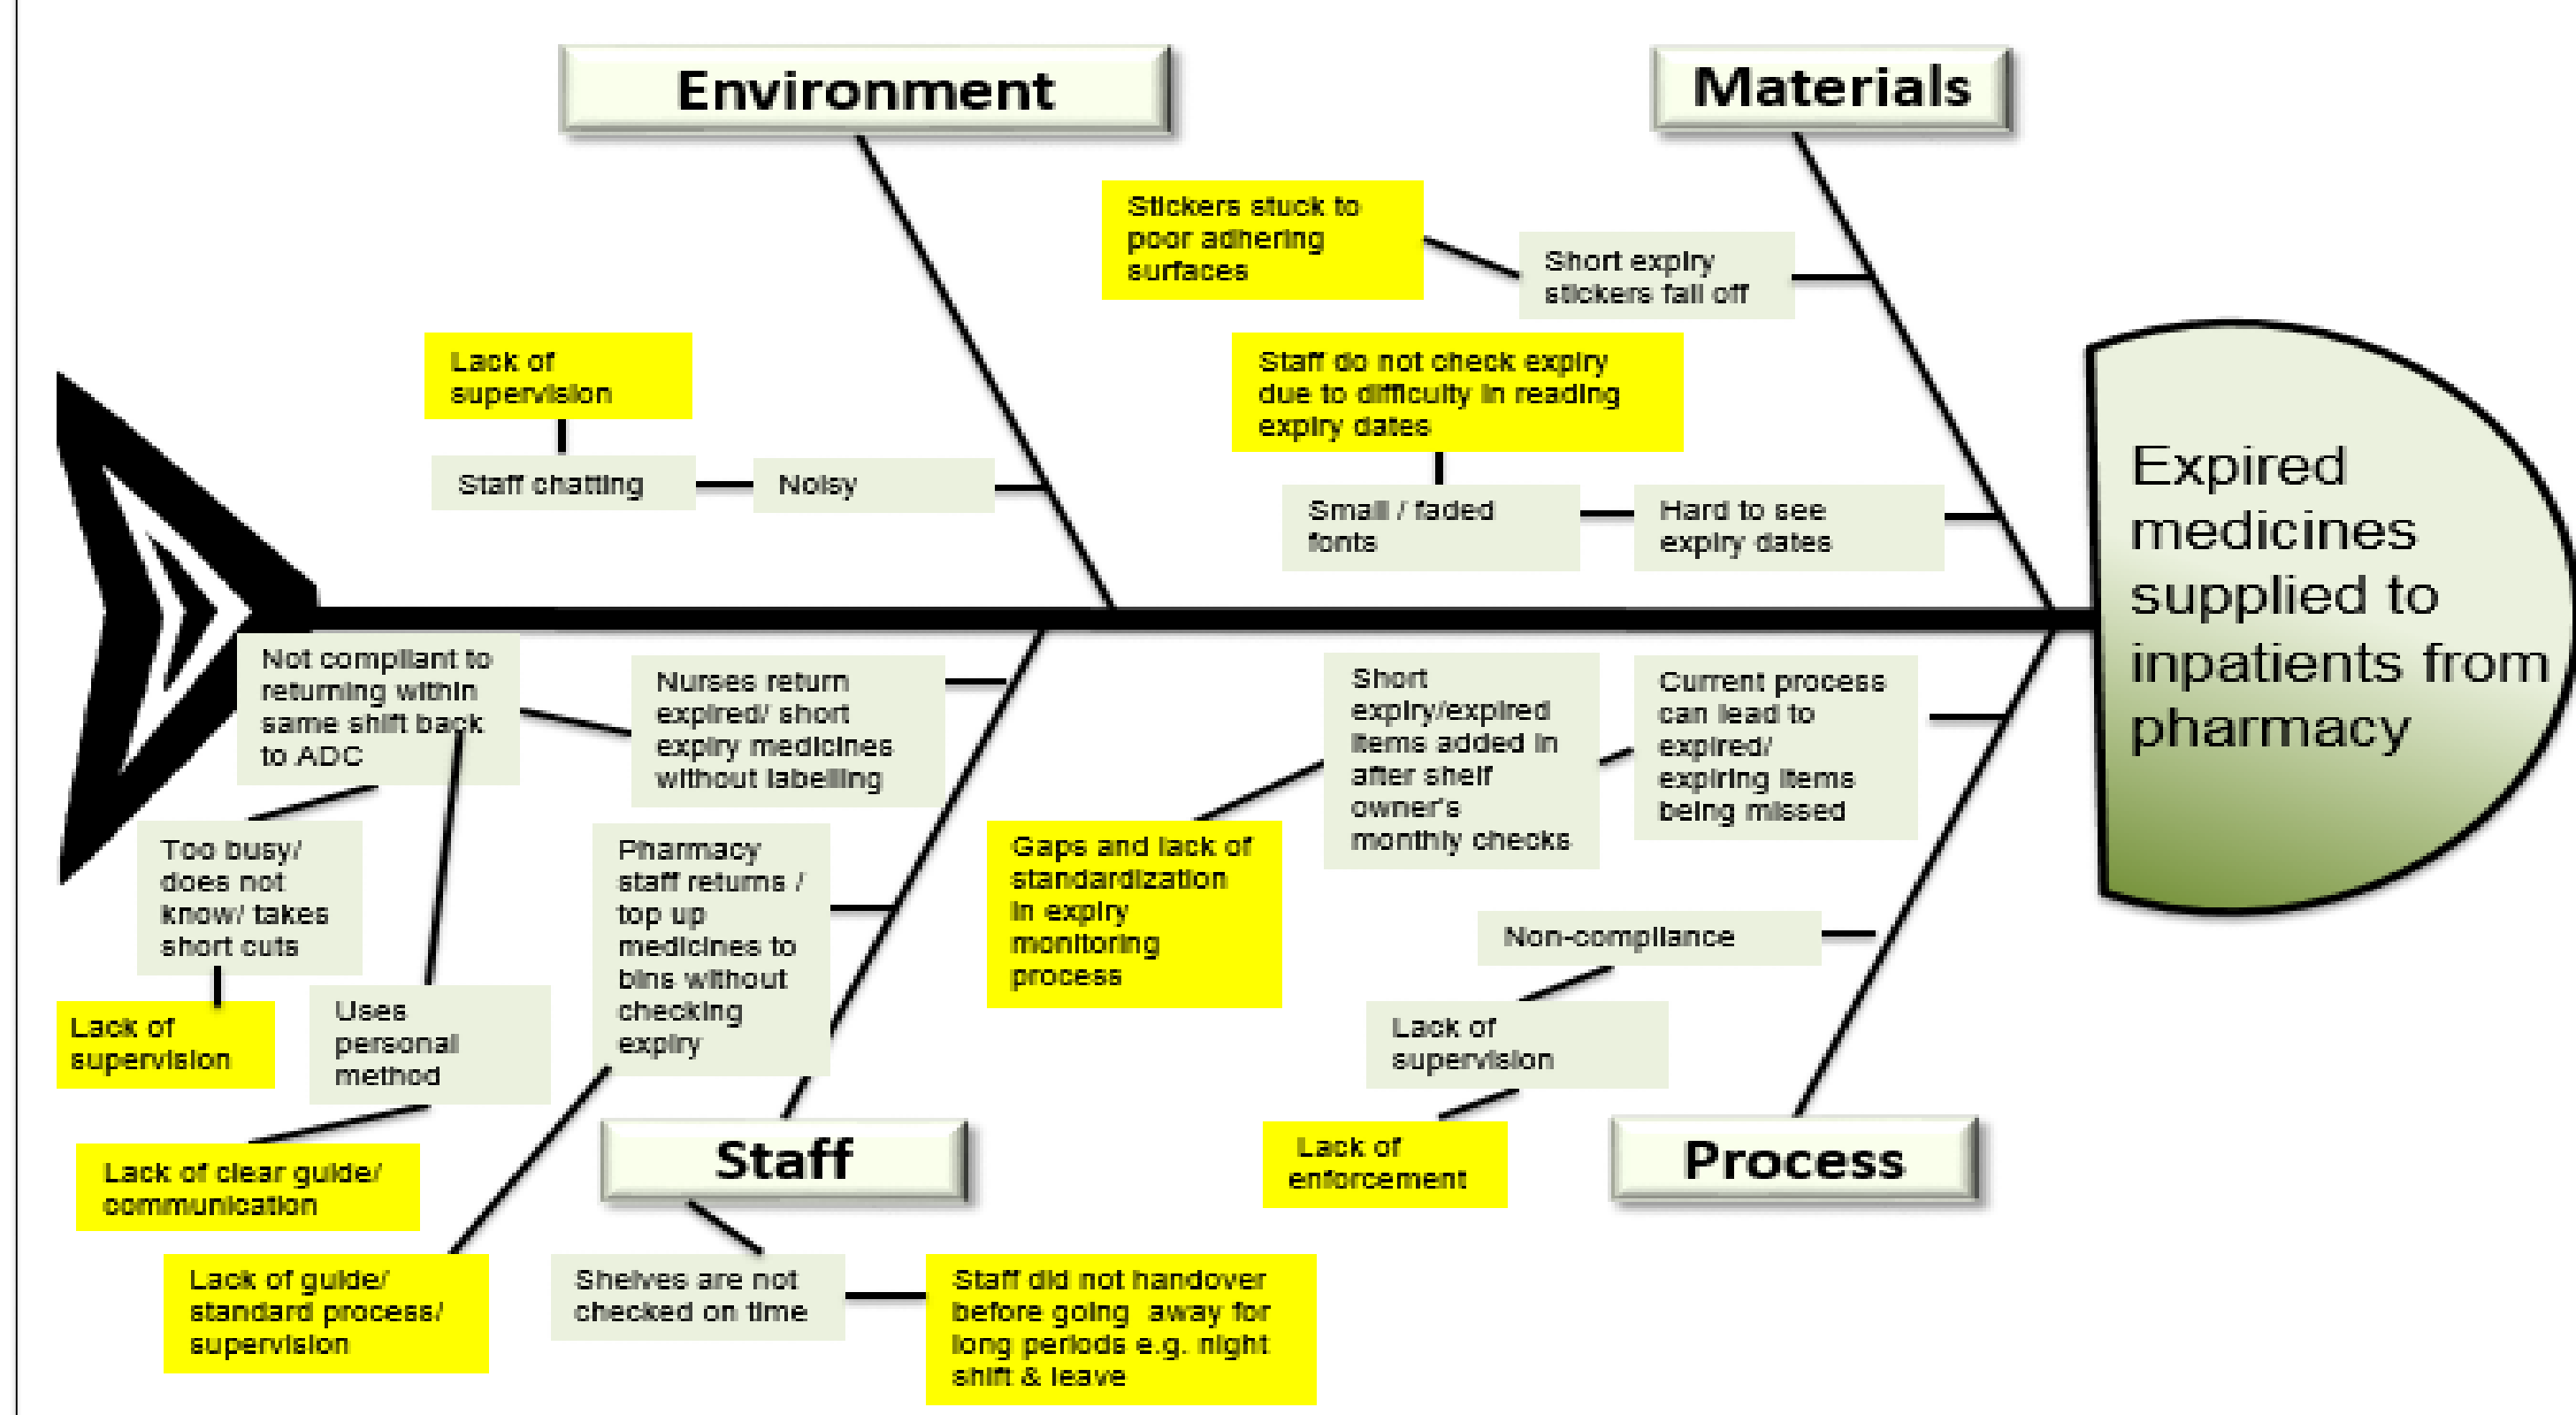 Environment
Materials
Stickers stuck to
poor adhering
surfaces
Short expiry
stickers fall off
Lack of
supervision
Staff do not check expiry
due to difficulty in reading
expiry dates
Staff chatting
Noisy
Small / faded
fonts
Hard to see
expiry dates
Expired
medicines
supplied to
inpatients from
pharmacy
Not compliant to
returning within
same shift back
to ADC
Nurses return
expired/ short
expiry medicines
without labelling
Short
expiry/expired
items added in
after shelf
owner's
monthly checks
Current process
can lead to
expired/
expiring items
being missed
Too busy/
does not
know/ takes
short cuts
Pharmacy
staff returns /
top up
medicines to
bins without
checking
expiry
Gaps and lack of
standardization
in expiry
monitoring
process
Non-compliance
Lack of
supervision
Uses
personal
method
Lack of
supervision
Lack of clear guide/
communication
Staff
Lack of
enforcement
Process
Lack of guide/
standard process/
supervision
Shelves are not
checked on time
Staff did not handover
before going away for
long periods e.g. night
shift & leave